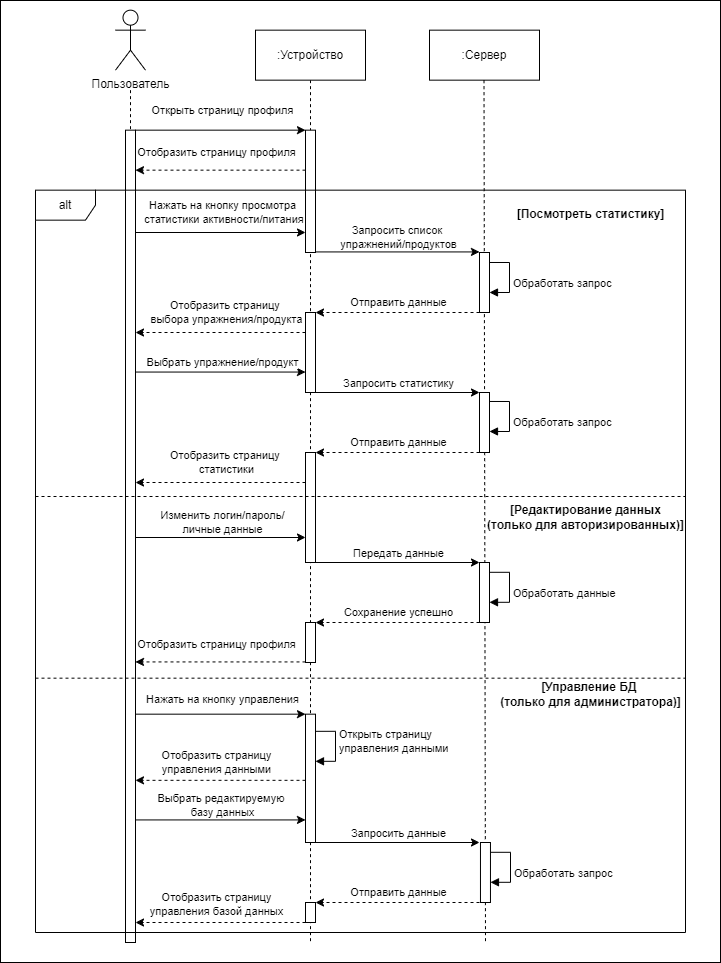 :Устройство
:Сервер
Пользователь
Открыть страницу профиля
Отобразить страницу профиля
alt
Нажать на кнопку просмотра
статистики активности/питания
[Посмотреть статистику]
Запросить список
упражнений/продуктов
Обработать запрос
Отправить данные
Отобразить страницу
выбора упражнения/продукта
Выбрать упражнение/продукт
Запросить статистику
Обработать запрос
Отправить данные
Отобразить страницу
статистики
[Редактирование данных
(только для авторизированных)]
Изменить логин/пароль/
личные данные
Передать данные
Обработать данные
Сохранение успешно
Отобразить страницу профиля
[Управление БД
(только для администратора)]
Нажать на кнопку управления
Открыть страницу
управления данными
Отобразить страницу
управления данными
Выбрать редактируемую
базу данных
Запросить данные
Обработать запрос
Отправить данные
Отобразить страницу
управления базой данных